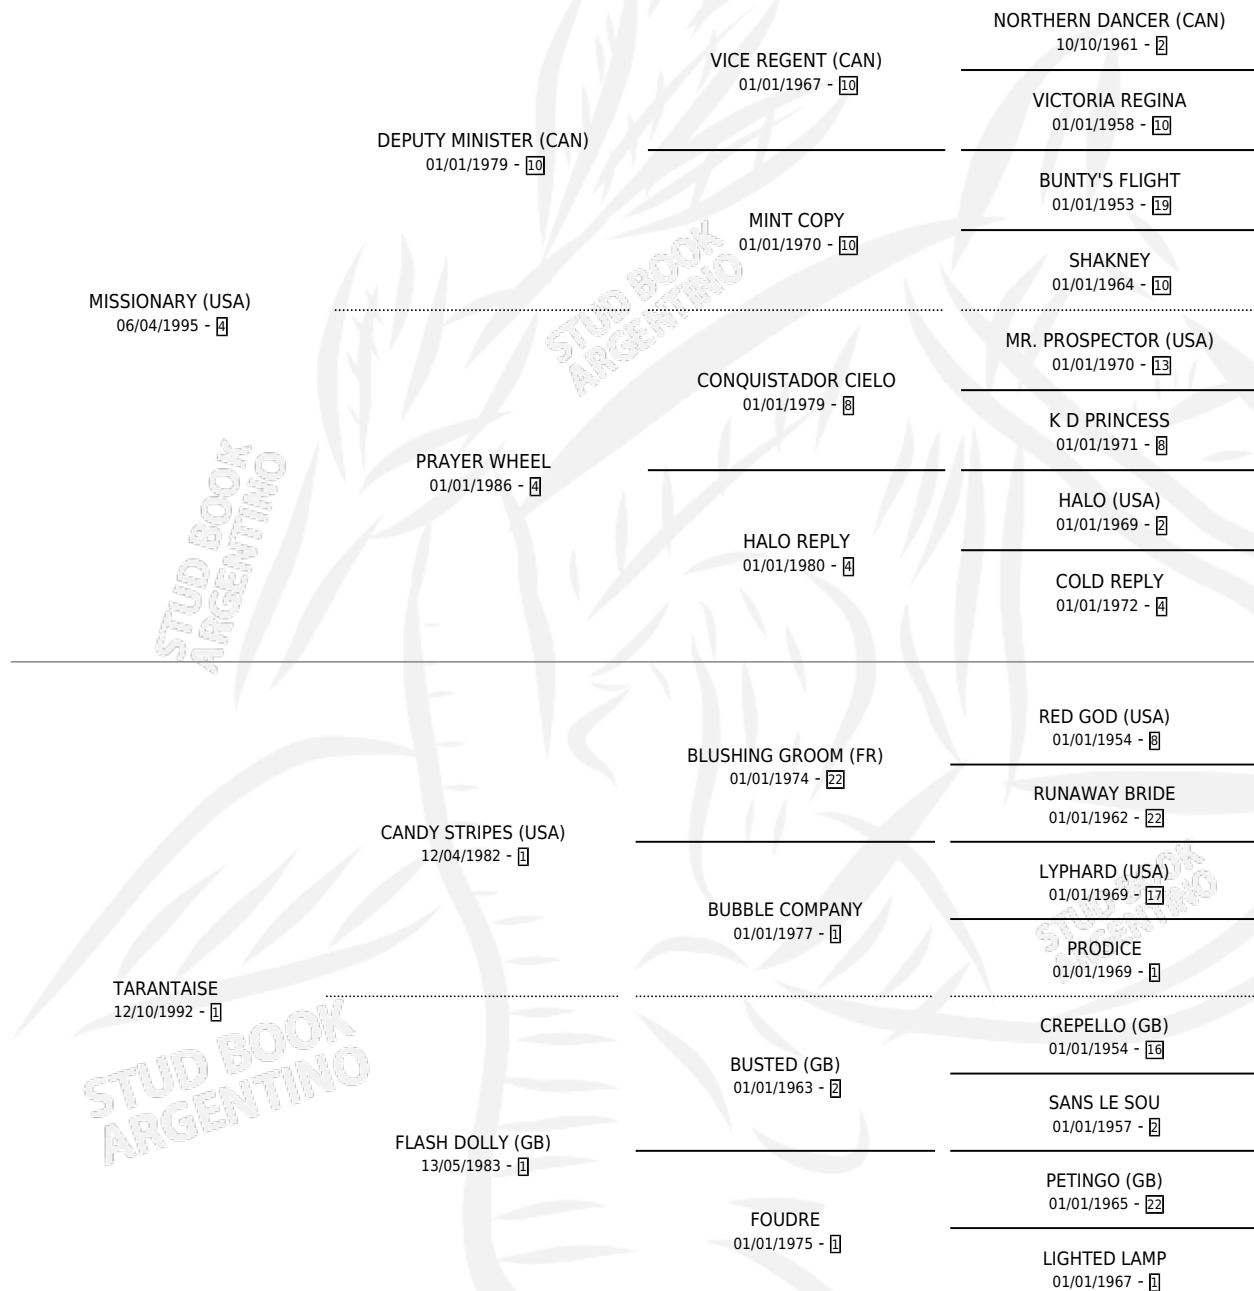 MISSIONARY (USA)
06/04/1995 - 4
DEPUTY MINISTER (CAN)
01/01/1979 - 10
VICE REGENT (CAN)
01/01/1967 - 10
NORTHERN DANCER (CAN)
10/10/1961 - 2
VICTORIA REGINA
01/01/1958 - 10
MINT COPY
01/01/1970 - 10
BUNTY'S FLIGHT
01/01/1953 - 19
SHAKNEY
01/01/1964 - 10
PRAYER WHEEL
01/01/1986 - 4
CONQUISTADOR CIELO
01/01/1979 - 8
MR. PROSPECTOR (USA)
01/01/1970 - 13
K D PRINCESS
01/01/1971 - 8
HALO REPLY
01/01/1980 - 4
HALO (USA)
01/01/1969 - 2
COLD REPLY
01/01/1972 - 4
TARANTAISE
12/10/1992 - 1
CANDY STRIPES (USA)
12/04/1982 - 1
BLUSHING GROOM (FR)
01/01/1974 - 22
RED GOD (USA)
01/01/1954 - 8
RUNAWAY BRIDE
01/01/1962 - 22
BUBBLE COMPANY
01/01/1977 - 1
LYPHARD (USA)
01/01/1969 - 17
PRODICE
01/01/1969 - 1
FLASH DOLLY (GB)
13/05/1983 - 1
BUSTED (GB)
01/01/1963 - 2
CREPELLO (GB)
01/01/1954 - 16
SANS LE SOU
01/01/1957 - 2
FOUDRE
01/01/1975 - 1
PETINGO (GB)
01/01/1965 - 22
LIGHTED LAMP
01/01/1967 - 1
STUD BOOK
ARGENTINO
STUD BOOK
ARGENTINO
STUD BOOK
ARGENTINO
STUD BOOK
ARGENTINO